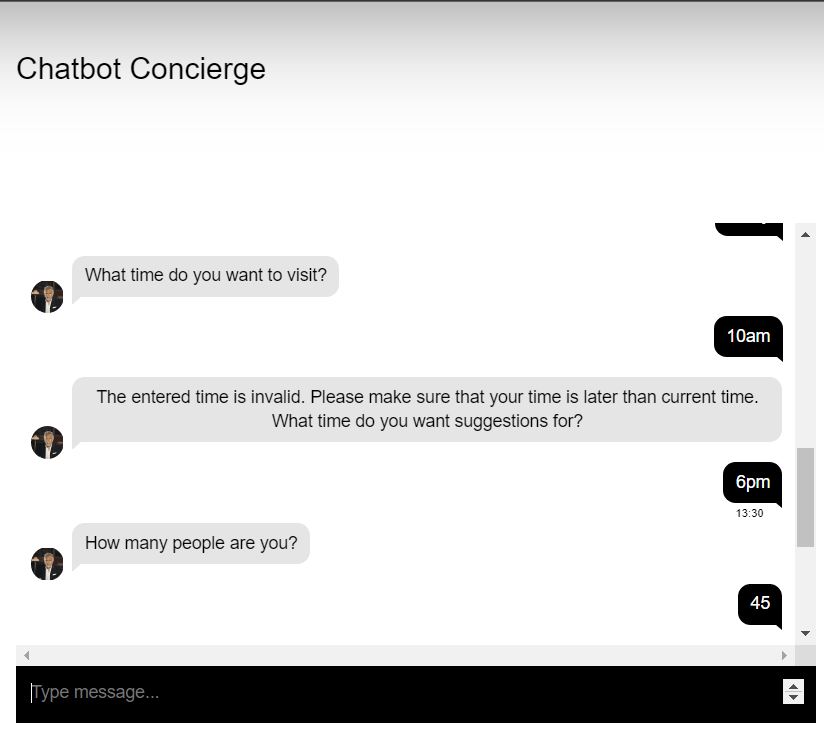 Chatbot Concierge
What time do you want to visit?
10am
The entered time is invalid. Please make sure that your time is later than current time.
What time do you want suggestions for?
6pm
13:30
How many people are you?
45
Type message...